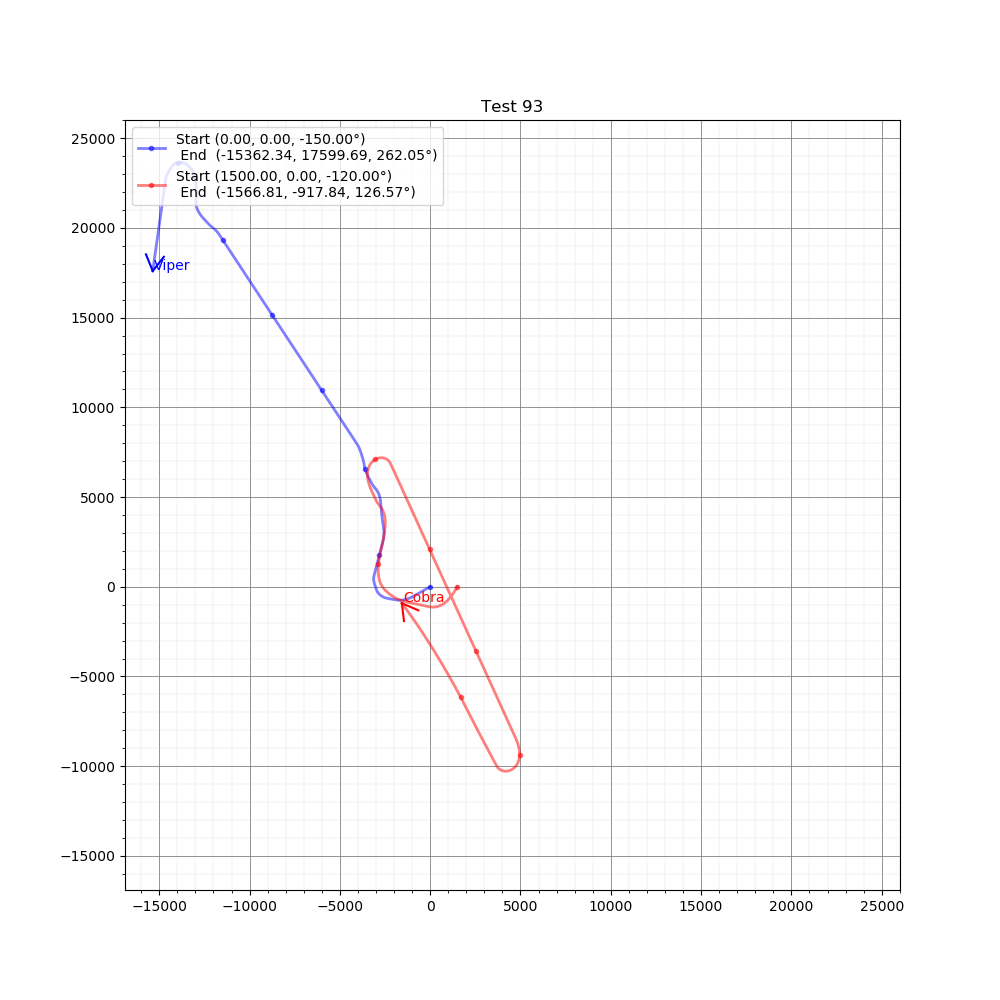 Test 93
Start (0.00, 0.00, -150.00°)
End  (-15362.34, 17599.69, 262.05°)
Start (1500.00, 0.00, -120.00°)
End  (-1566.81, -917.84, 126.57°)
25000
20000
15000
10000
5000
0
−5000
−10000
−15000
Viper
Cobra
−15000 −10000 −5000 0 5000 10000 15000 20000 25000